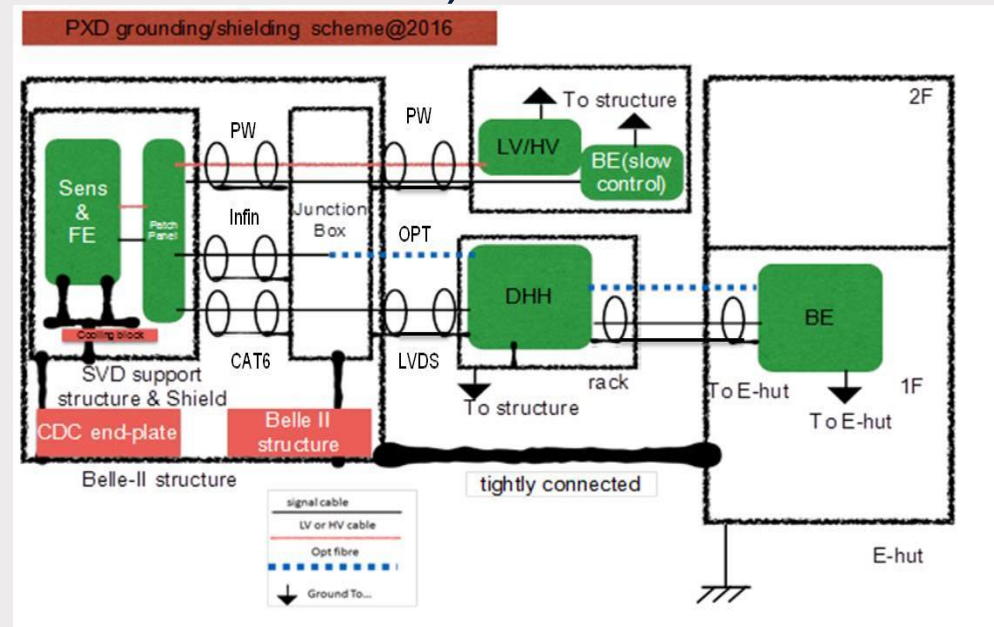 PXD grounding/shielding scheme@2016
PW
PW
To structure
2F
LV/HV
BE(slow
control)
Sens
&
FE
Patch
Panel
Infin
Junction
Box
OPT
DHH
BE
Cooling block
CAT6
LVDS
SVD support
structure & Shield
rack
To E-hut
1F
To structure
To E-hut
CDC end-plate
Belle II
structure
Belle-II structure
tightly connected
signal cable
LV or HV cable
Opt fibre
Ground To...
E-hut